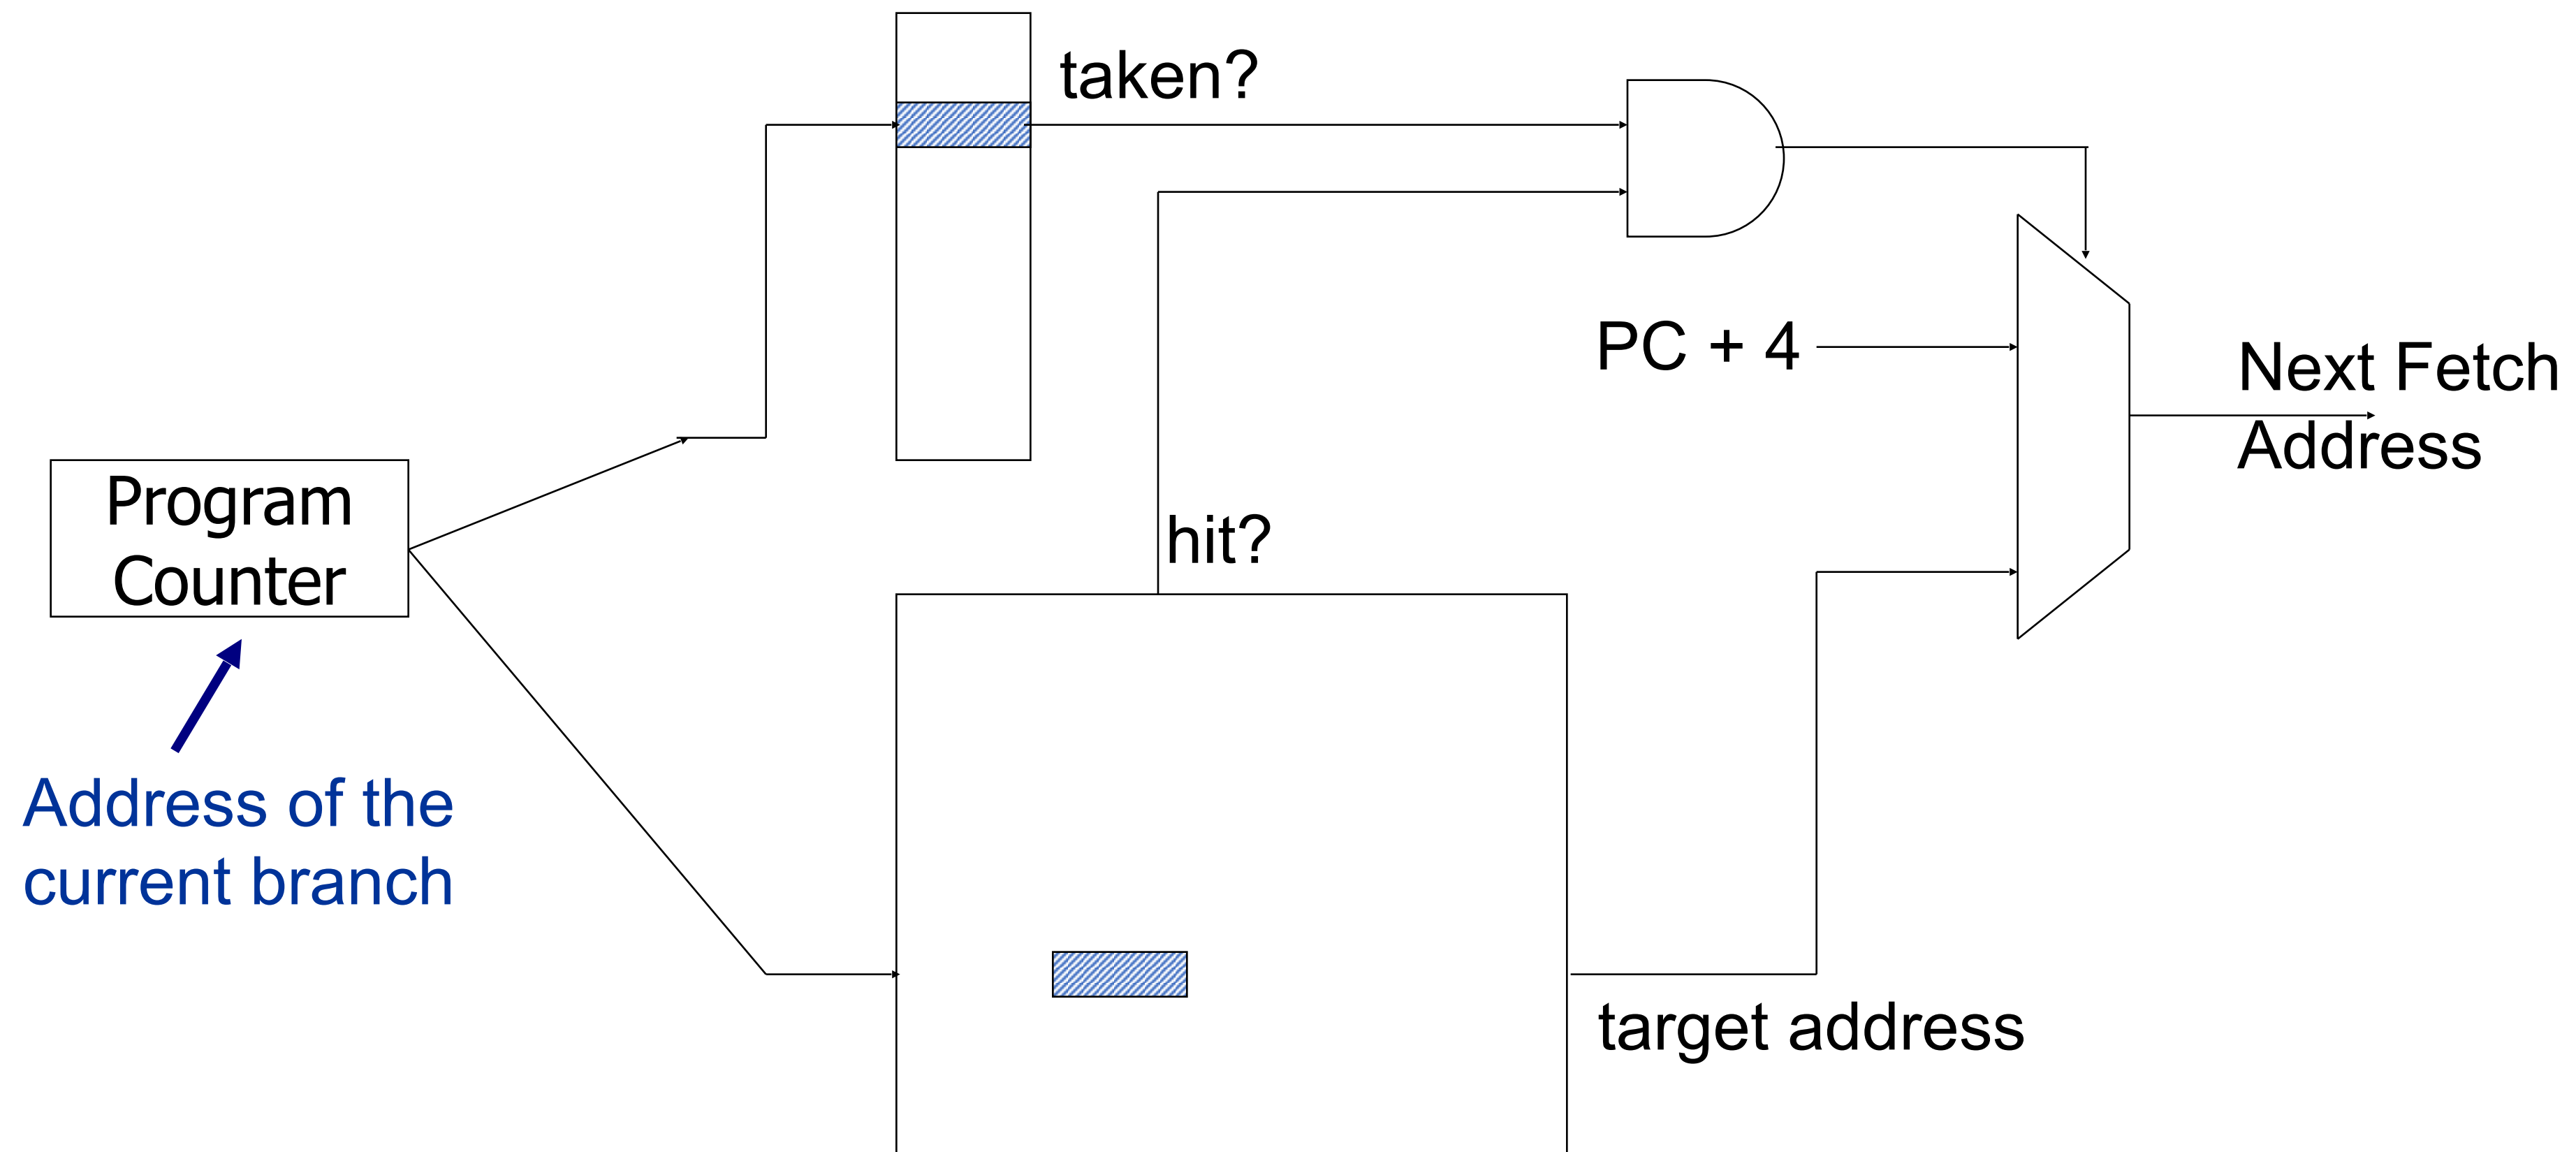 taken?
PC + 4
Next Fetch
Address
Program
Counter
hit?
Address of the
current branch
target address